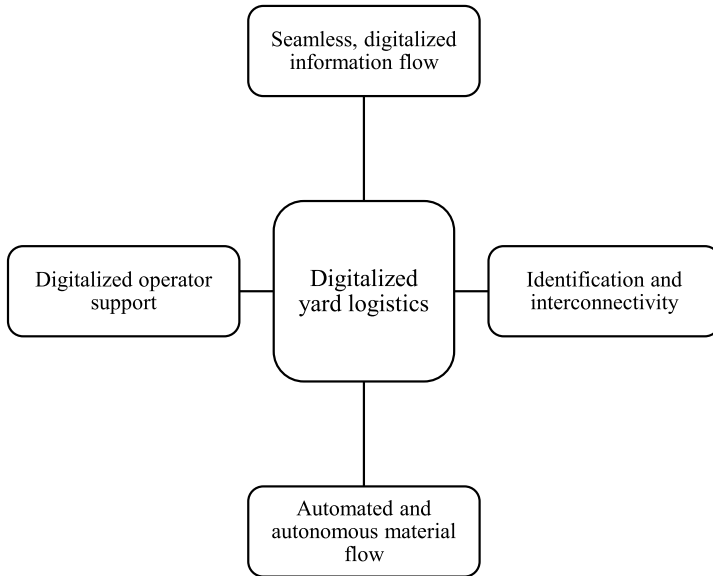 Seamless, digitalized
information flow
Digitalized operator
support
Digitalized
yard logistics
Identification and
interconnectivity
Automated and
autonomous material
flow